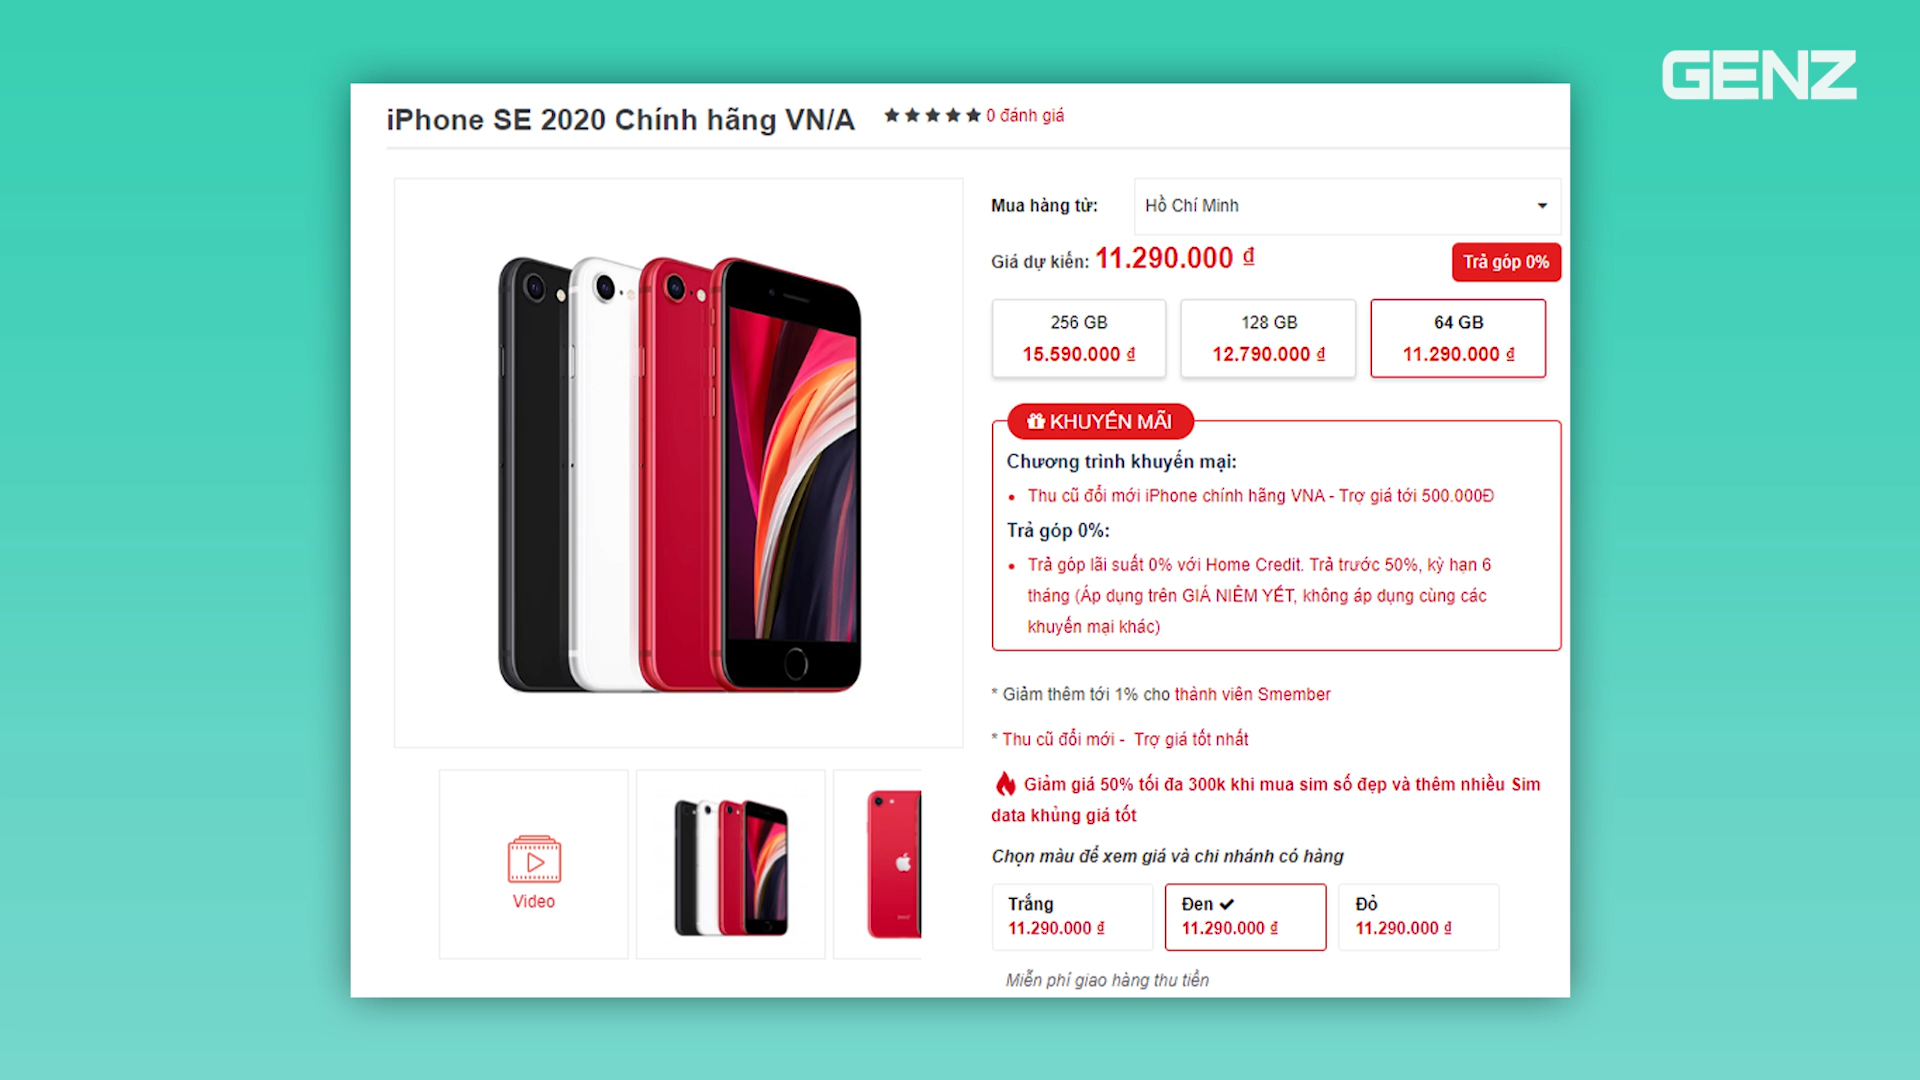 GENZ
iPhone SE 2020 Chính hãng VN/A
0 đánh giá
Mua hàng từ:
Hồ Chí Minh
Giá dự kiến: 11.290.000 đ
Trả góp 0%
256 GB
15.590.000 đ
128 GB
12.790.000 đ
64 GB
11.290.000 đ
KHUYẾN MÃI
Chương trình khuyến mại:
Thu cũ đổi mới iPhone chính hãng VNA - Trợ giá tới 500.000Đ
Trả góp 0%:
Trả góp lãi suất 0% với Home Credit. Trả trước 50%, kỳ hạn 6
tháng (Áp dụng trên GIÁ NIÊM YẾT, không áp dụng cùng các
khuyến mại khác)
* Giảm thêm tới 1% cho thành viên Smember
* Thu cũ đổi mới - Trợ giá tốt nhất
Giảm giá 50% tối đa 300k khi mua sim số đẹp và thêm nhiều Sim
data khủng giá tốt
Chọn màu để xem giá và chi nhánh có hàng
Trắng
11.290.000 đ
Đen
11.290.000 đ
Đỏ
11.290.000 đ
Miễn phí giao hàng thu tiền
Video